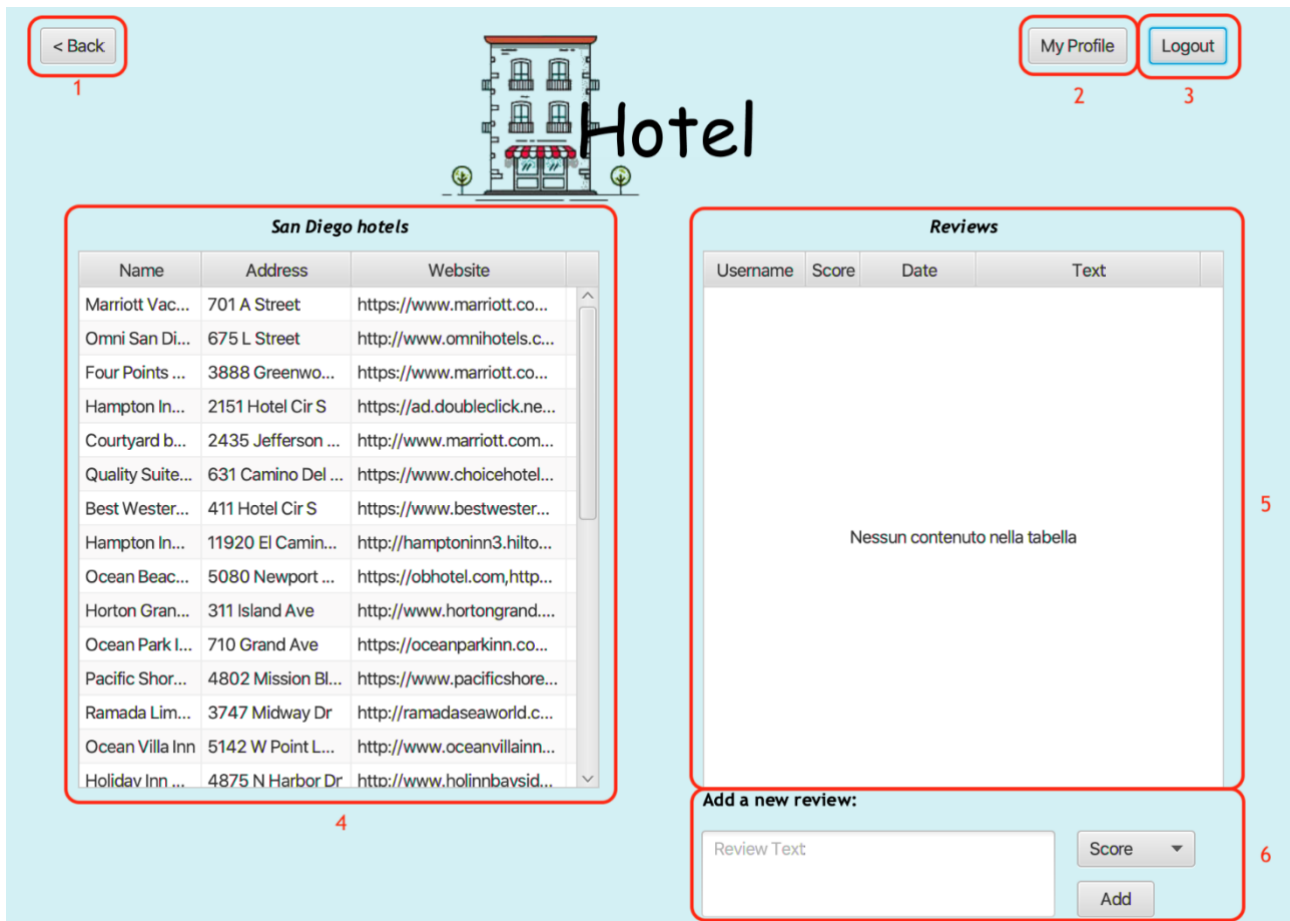 < Back
My Profile
Logout
1
2
3
Hotel
San Diego hotels
Name Address Website
Marriott Vac... 701 A Street https://www.marriott.co...
Omni San Di... 675 L Street http://www.omnihotels.c...
Four Points ... 3888 Greenwo... https://www.marriott.co...
Hampton In... 2151 Hotel Cir S https://ad.doubleclick.ne...
Courtyard b... 2435 Jefferson ... http://www.marriott.com...
Quality Suite... 631 Camino Del ... https://www.choicehotel...
Best Wester... 411 Hotel Cir S https://www.bestwester...
Hampton In... 11920 El Camin... http://hamptoninn3.hilto...
Ocean Beac... 5080 Newport ... https://obhotel.com,http...
Horton Gran... 311 Island Ave http://www.hortongrand....
Ocean Park I... 710 Grand Ave https://oceanparkinn.co...
Pacific Shor... 4802 Mission Bl... https://www.pacificshore...
Ramada Lim... 3747 Midway Dr http://ramadaseaworld.c...
Ocean Villa Inn 5142 W Point L... http://www.oceanvillainn...
Holiday Inn ... 4875 N Harbor Dr http://www.holinnbaysid...
4
Reviews
Username Score Date Text
Nessun contenuto nella tabella
5
Add a new review:
Review Text
Score
Add
6